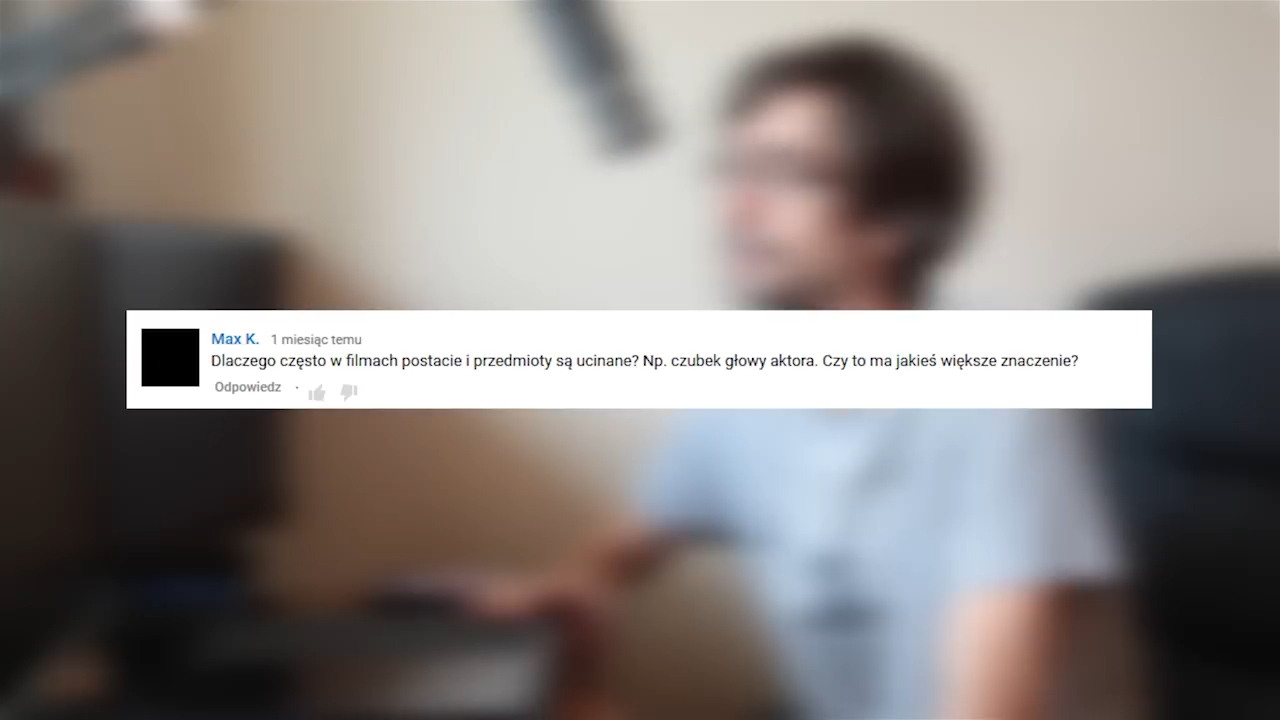 Max K. 1 miesiąc temu
Dlaczego często w filmach postacie i przedmioty są ucinane? Np. czubek głowy aktora. Czy to ma jakieś większe znaczenie?
Odpowiedz ·